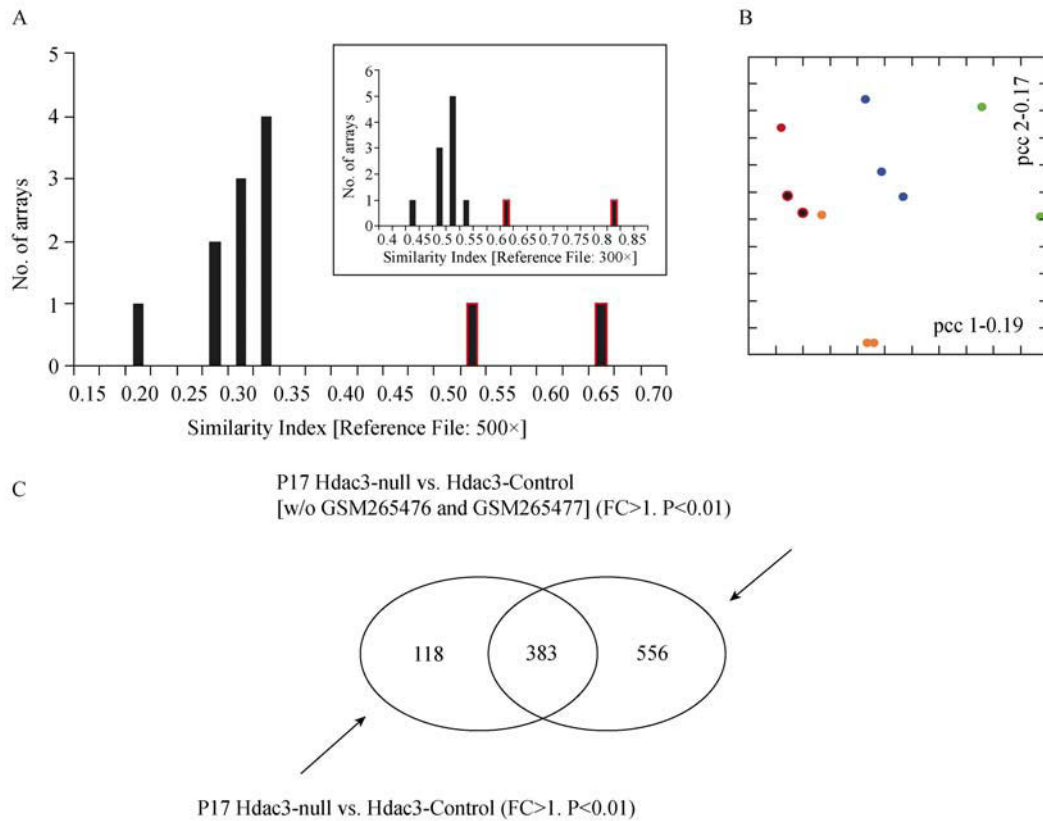 A
5
4
3
2
1
0
No. of arrays
0.15 0.20 0.25 0.30 0.35 0.40 0.45 0.50 0.55 0.60 0.65 0.70
Similarity Index [Reference File: 500×]
6
5
4
3
2
1
0
No. of arrays
0.4 0.45 0.5 0.55 0.6 0.65 0.7 0.75 0.8 0.85
Similarity Index [Reference File: 300×]
B
pcc 2-0.17
pcc 1-0.19
C
P17 Hdac3-null vs. Hdac3-Control
[w/o GSM265476 and GSM265477] (FC>1. P<0.01)
118 383 556
P17 Hdac3-null vs. Hdac3-Control (FC>1. P<0.01)